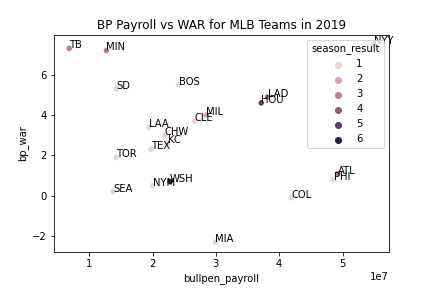 BP Payroll vs WAR for MLB Teams in 2019
NYY
TB
MIN
season_result
1
2
3
4
5
6
SD
BOS
LAD
HOU
MIL
CLE
LAA
CHW
KC
TEX
TOR
ATL
PHI
WSH
NYM
SEA
COL
MIA
bp_war
6
4
2
0
−2
1
2
3
4
5
1e7
bullpen_payroll